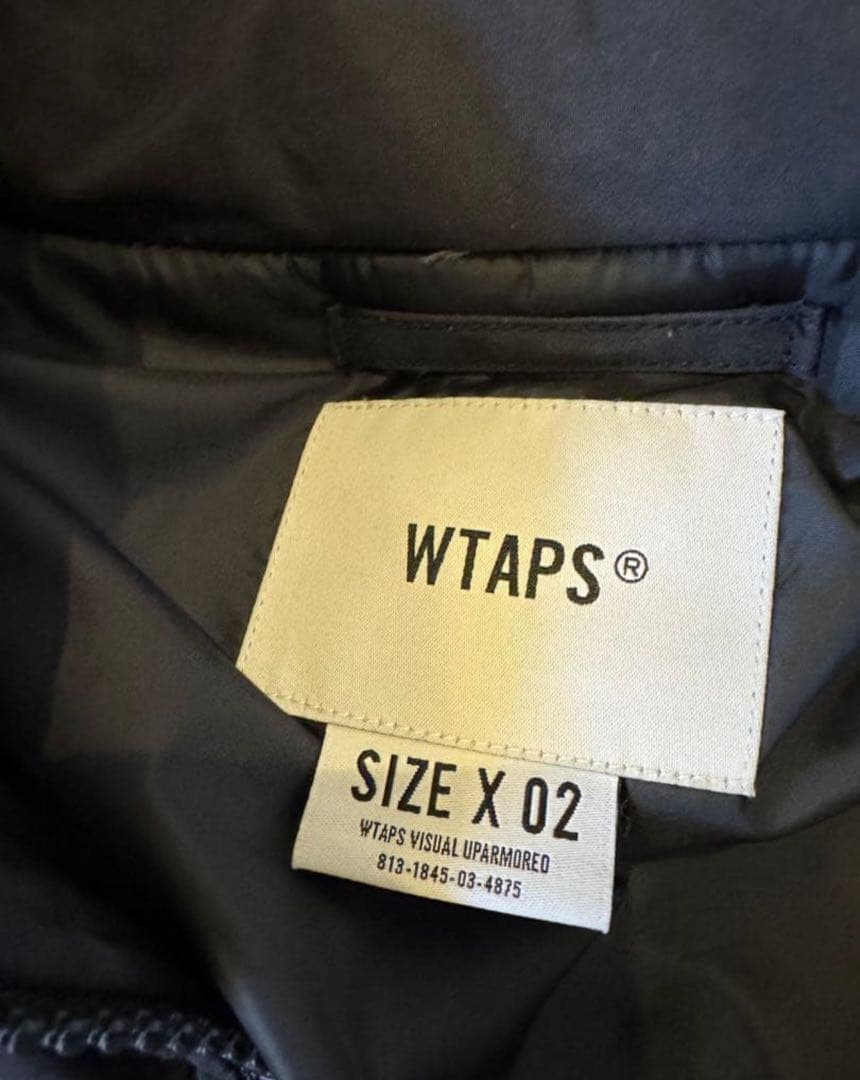 WTAPS®
SIZE X 02
WTAPS VISUAL UPARMORED
813-1845-03-4875